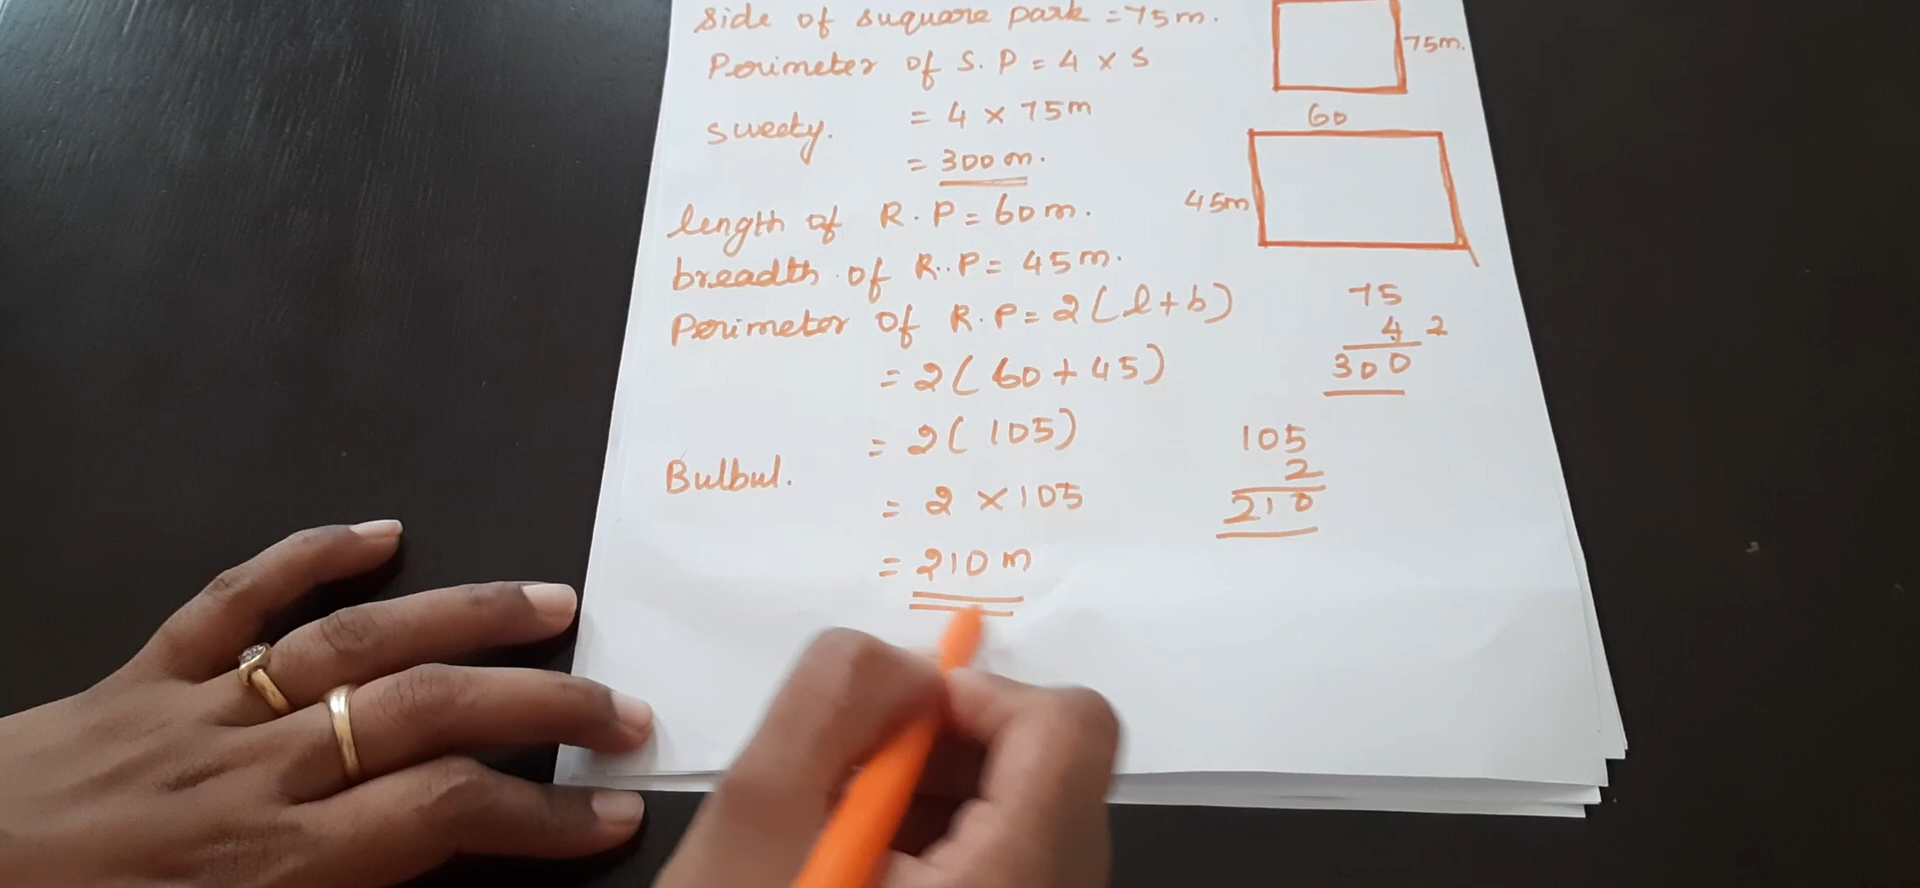 Side of suquare park = 75m.
Perimeter of S.P = 4 × s
Sweety.
= 4 × 75m
= 300 m.
length of R.P = 60m.
breadth of R.P = 45m.
Perimeter of R.P = 2(l+b)
= 2(60+45)
= 2(105)
Bulbul.
= 2 × 105
= 210 m
75m.
60
45m
75
4 2
300
105
2
210